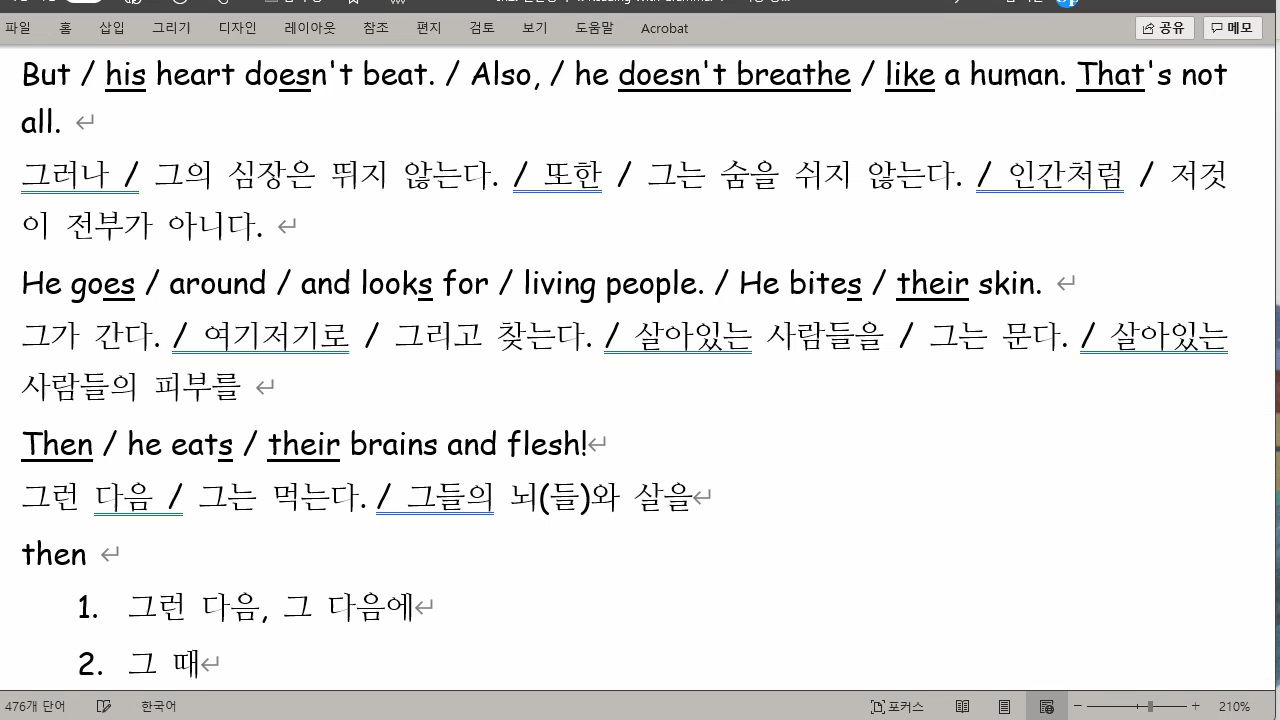 파일 홈 삽입 그리기 디자인 레이아웃 참조 편지 검토 보기 도움말 Acrobat 공유 메모
But / his heart doesn't beat. / Also, / he doesn't breathe / like a human. That's not
all.
그러나 / 그의 심장은 뛰지 않는다. / 또한 / 그는 숨을 쉬지 않는다. / 인간처럼 / 저것
이 전부가 아니다.
He goes / around / and looks for / living people. / He bites / their skin.
그가 간다. / 여기저기로 / 그리고 찾는다. / 살아있는 사람들을 / 그는 문다. / 살아있는
사람들의 피부를
Then / he eats / their brains and flesh!
그런 다음 / 그는 먹는다. / 그들의 뇌(들)와 살을
then
1. 그런 다음, 그 다음에
2. 그 때
476개 단어 한국어 포커스 210%